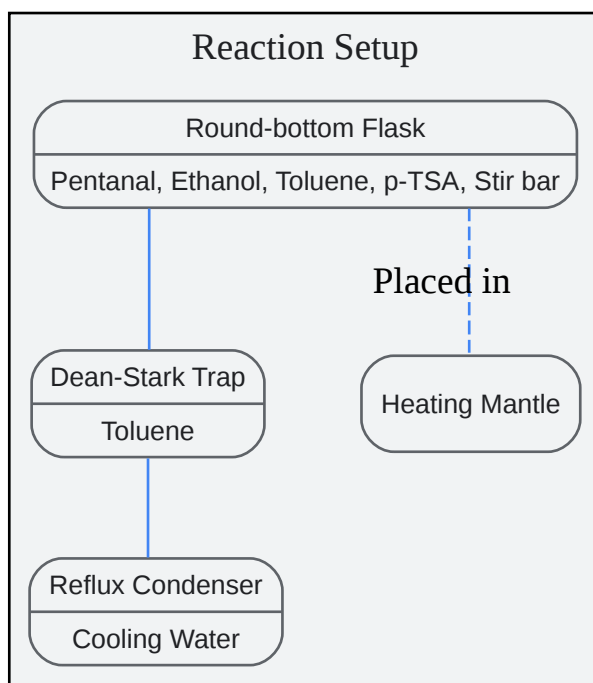 Reaction Setup
Round-bottom Flask
Pentanal, Ethanol, Toluene, p-TSA, Stir bar
Placed in
Dean-Stark Trap
Toluene
Heating Mantle
Reflux Condenser
Cooling Water